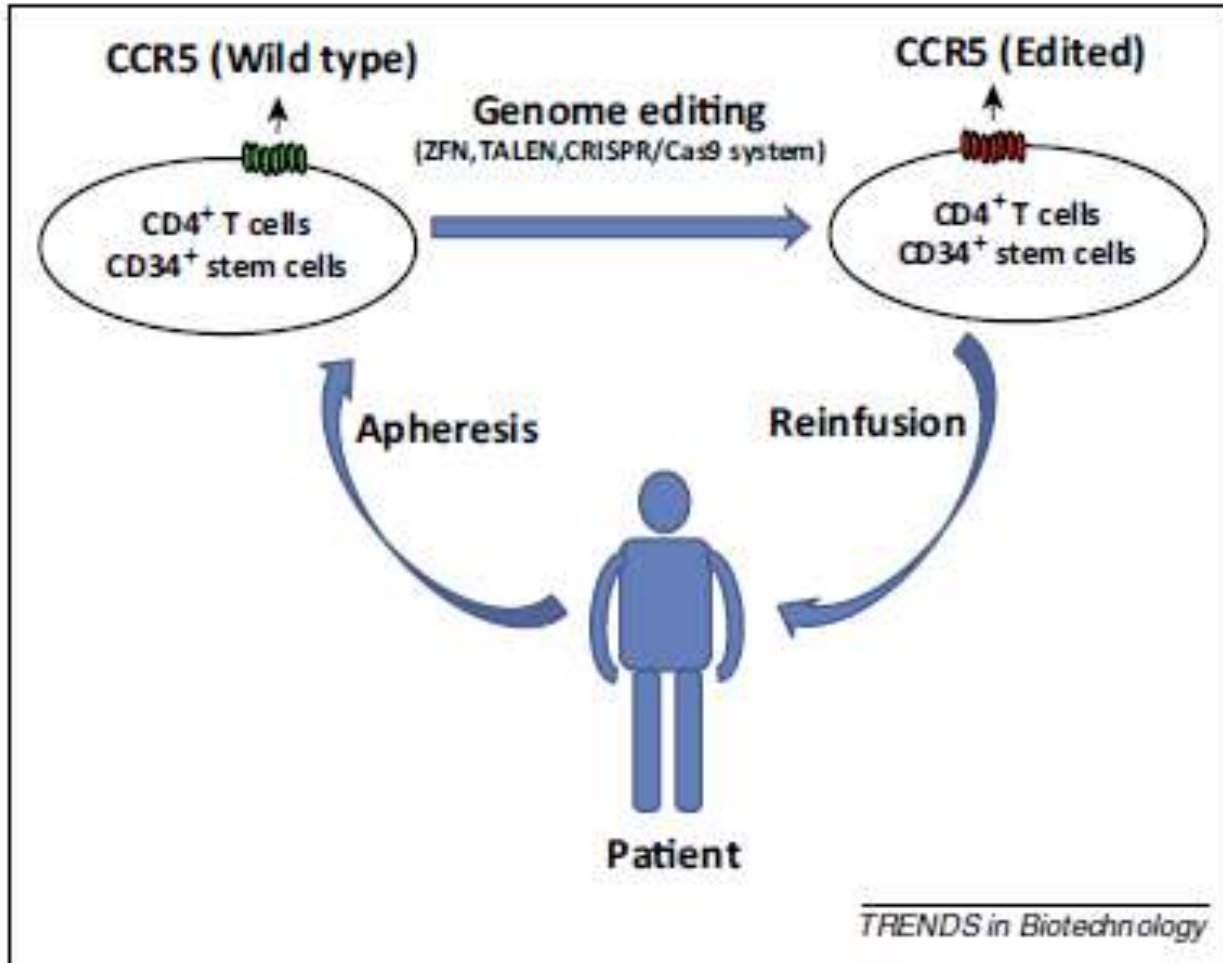 CCR5 (Wild type)
CCR5 (Edited)
Genome editing
(ZFN,TALEN,CRISPR/Cas9 system)
CD4⁺ T cells
CD34⁺ stem cells
CD4⁺ T cells
CD34⁺ stem cells
Apheresis
Reinfusion
Patient
TRENDS in Biotechnology